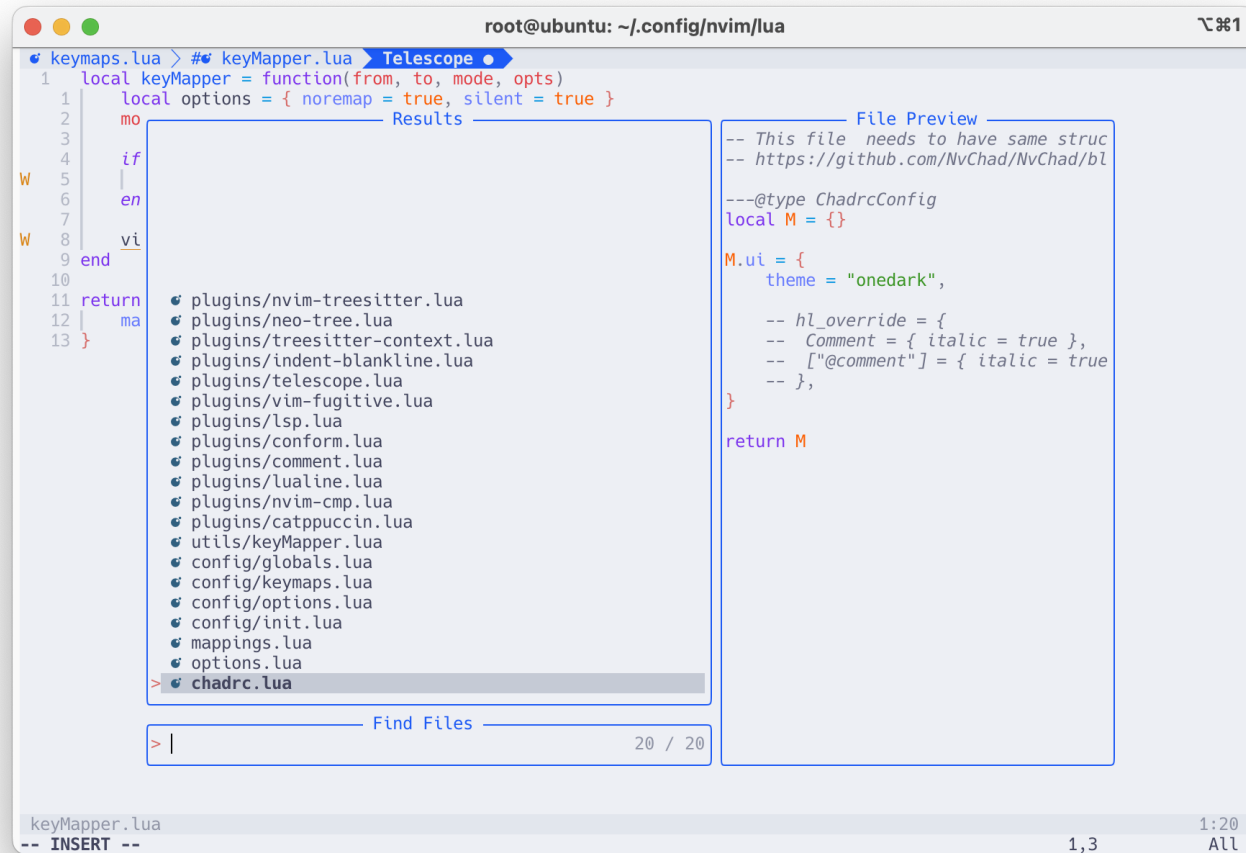 root@ubuntu: ~/.config/nvim/lua
⌥⌘1
keymaps.lua
# keyMapper.lua
Telescope ●
1 local keyMapper = function(from, to, mode, opts)
1 local options = { noremap = true, silent = true }
2 mo
3
4 if
W 5
6 en
7
W 8 vi
9 end
10
11 return
12 ma
13 }
Results
plugins/nvim-treesitter.lua
plugins/neo-tree.lua
plugins/treesitter-context.lua
plugins/indent-blankline.lua
plugins/telescope.lua
plugins/vim-fugitive.lua
plugins/lsp.lua
plugins/conform.lua
plugins/comment.lua
plugins/lualine.lua
plugins/nvim-cmp.lua
plugins/catppuccin.lua
utils/keyMapper.lua
config/globals.lua
config/keymaps.lua
config/options.lua
config/init.lua
mappings.lua
options.lua
> chadrc.lua
Find Files
> 20 / 20
File Preview
-- This file  needs to have same struc
-- https://github.com/NvChad/NvChad/bl
---@type ChadrcConfig
local M = {}
M.ui = {
theme = "onedark",
-- hl_override = {
--  Comment = { italic = true },
--  ["@comment"] = { italic = true
-- },
}
return M
keyMapper.lua 1:20
-- INSERT -- 1,3 All